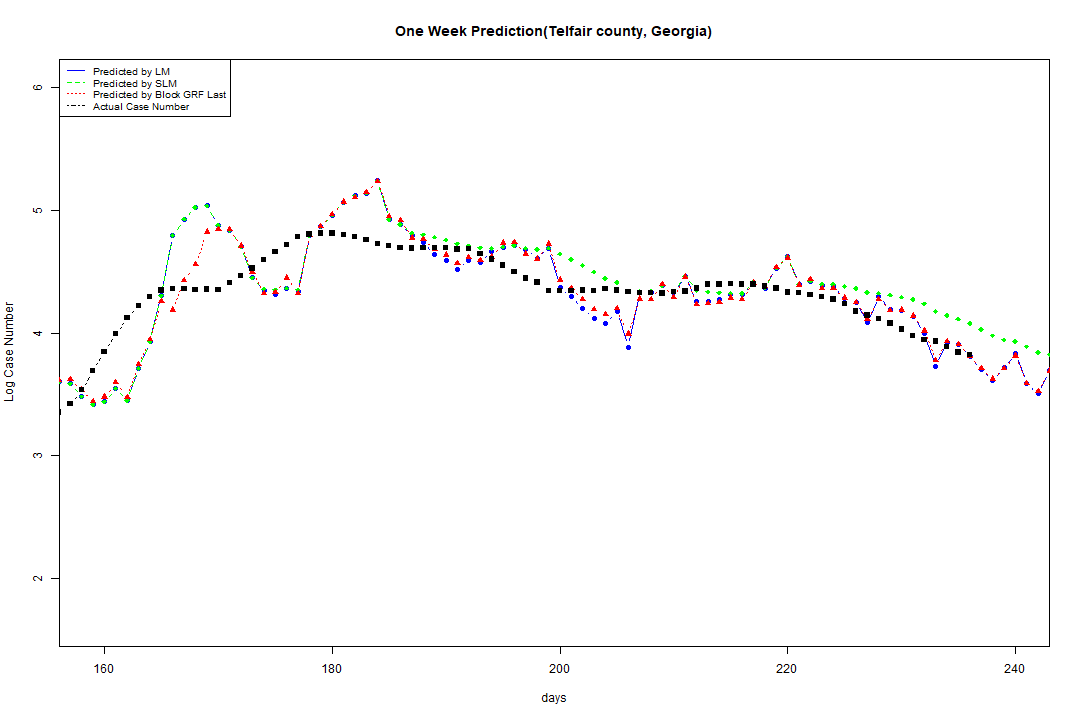 One Week Prediction(Telfair county, Georgia)
Predicted by LM
Predicted by SLM
Predicted by Block GRF Last
Actual Case Number
6
5
4
3
2
Log Case Number
160 180 200 220 240
days